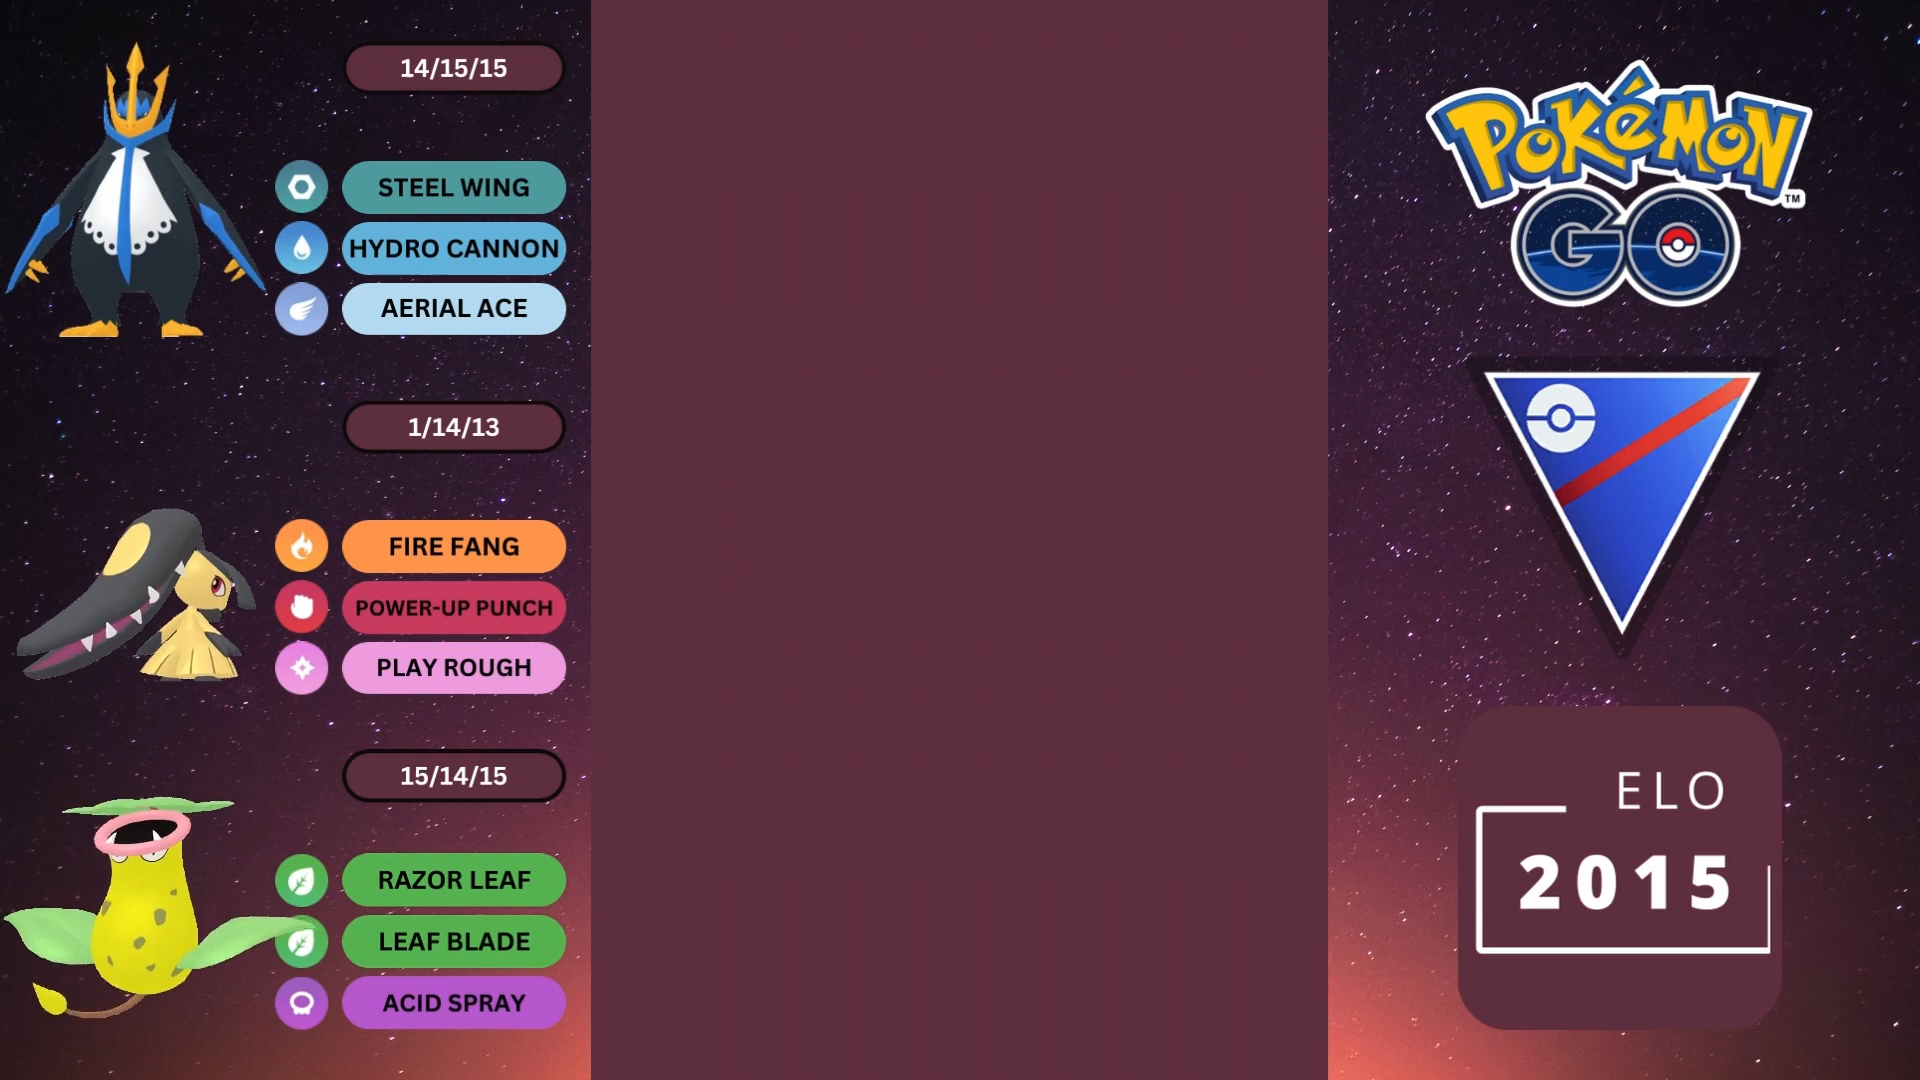 14/15/15
STEEL WING
HYDRO CANNON
AERIAL ACE
1/14/13
FIRE FANG
POWER-UP PUNCH
PLAY ROUGH
15/14/15
RAZOR LEAF
LEAF BLADE
ACID SPRAY
POKéMON
TM
GO
ELO
2015